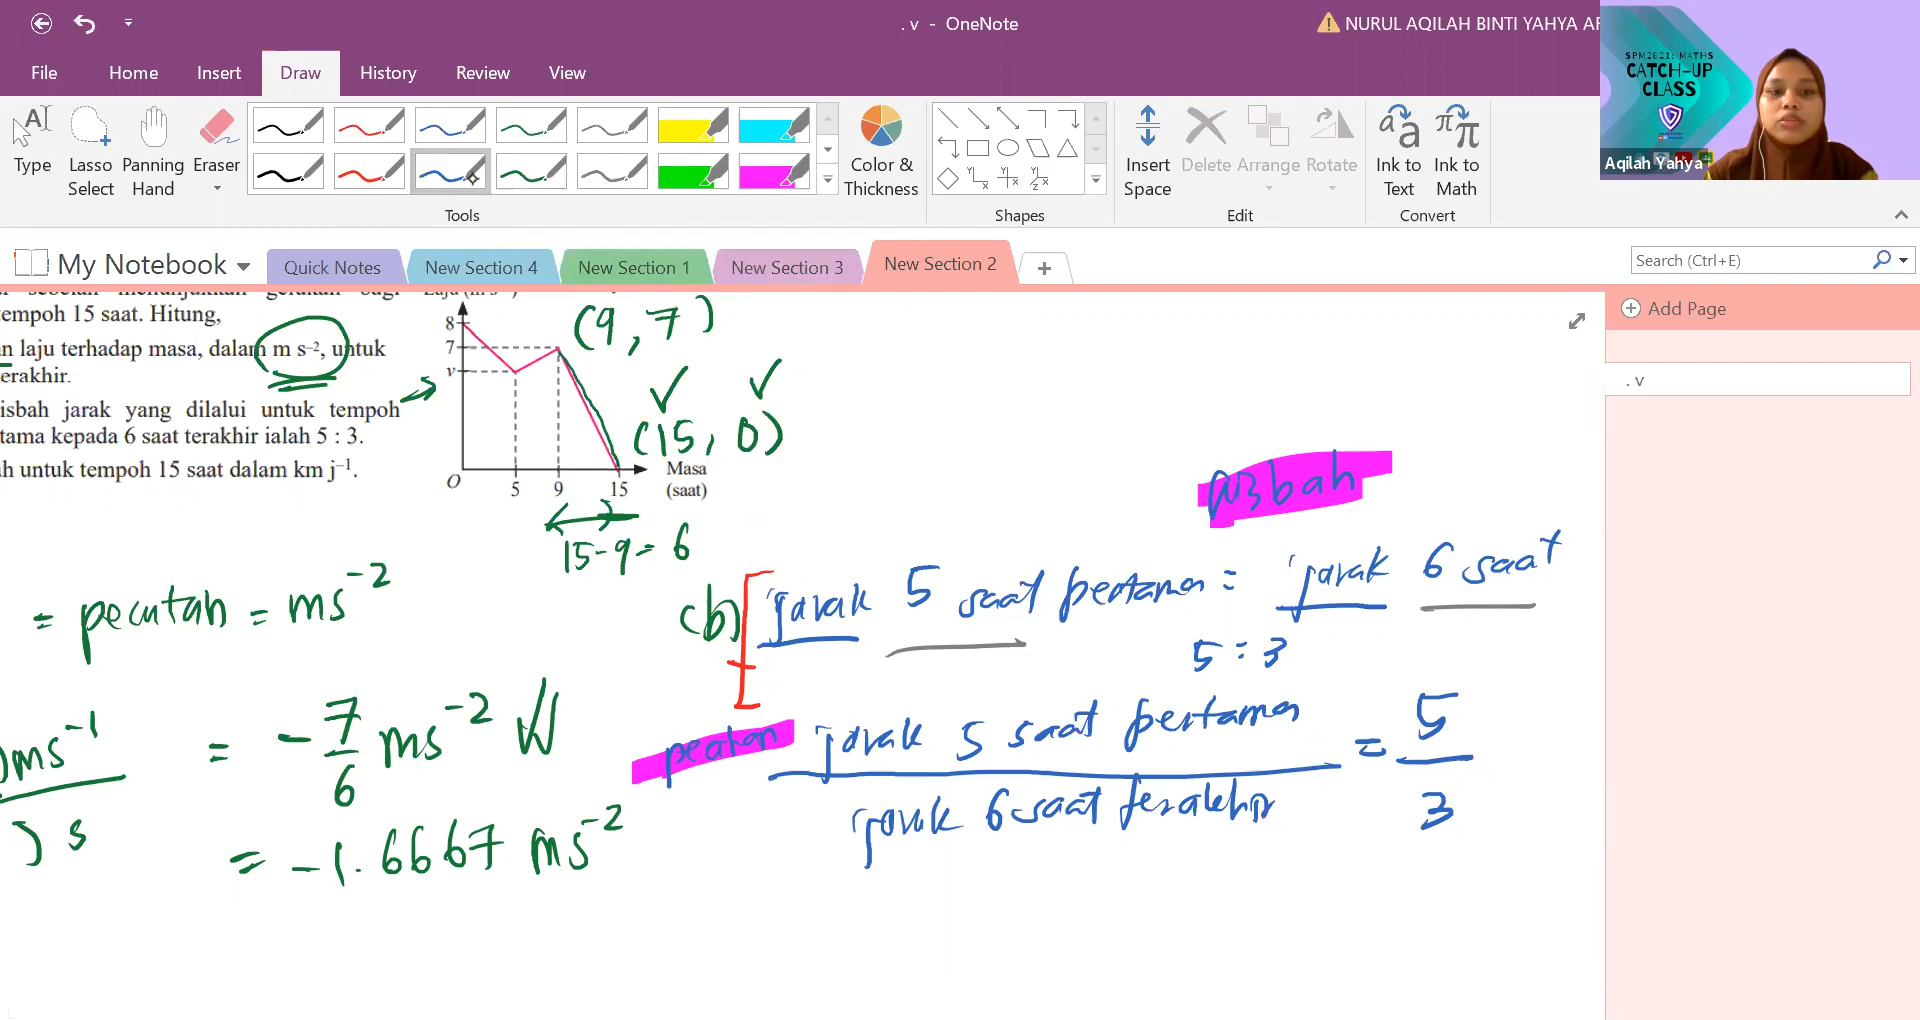 . v - OneNote
NURUL AQILAH BINTI YAHYA AF
File Home Insert Draw History Review View
SPM2021: MATHS
CATCH-UP
CLASS
Aqilah Yahya
Type
Lasso Select
Panning Hand
Eraser
Color & Thickness
Insert Space
Delete
Arrange
Rotate
Ink to Text
Ink to Math
Tools
Shapes
Edit
Convert
My Notebook
Quick Notes
New Section 4
New Section 1
New Section 3
New Section 2
Search (Ctrl+E)
Add Page
. v
sebelah menunjukkan gerakan bagi
empoh 15 saat. Hitung,
n laju terhadap masa, dalam m s⁻², untuk
erakhir.
isbah jarak yang dilalui untuk tempoh
tama kepada 6 saat terakhir ialah 5 : 3.
h untuk tempoh 15 saat dalam km j⁻¹.
8
7
v
O
5 9 15
Masa
(saat)
(9, 7)
(15, 0)
15-9= 6
= pecutan = ms⁻²
ms⁻¹
s
= -7/6 ms⁻²
= -1.6667 ms⁻²
nisbah
(b) jarak 5 saat pertama = jarak 6 saat
5 : 3
pecahan
jarak 5 saat pertama = 5
jarak 6 saat terakhir 3